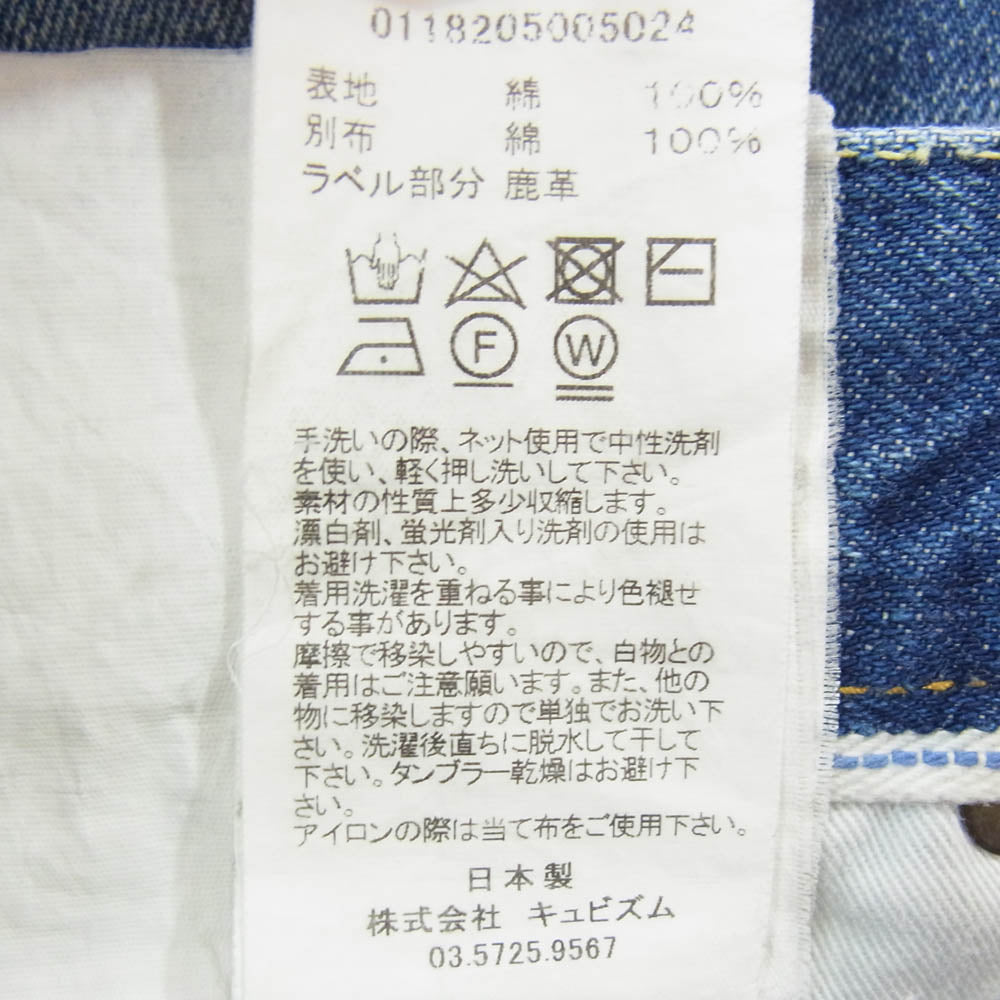 0118205005024
表地 綿 100%
別布 綿 100%
ラベル部分 鹿革
F W
手洗いの際、ネット使用で中性洗剤
を使い、軽く押し洗いして下さい。
素材の性質上多少収縮します。
漂白剤、蛍光剤入り洗剤の使用は
お避け下さい。
着用洗濯を重ねる事により色褪せ
する事があります。
摩擦で移染しやすいので、白物との
着用はご注意願います。また、他の
物に移染しますので単独でお洗い下
さい。洗濯後直ちに脱水して干して
下さい。タンブラー乾燥はお避け下
さい。
アイロンの際は当て布をご使用下さい。
日本製
株式会社 キュビズム
03.5725.9567